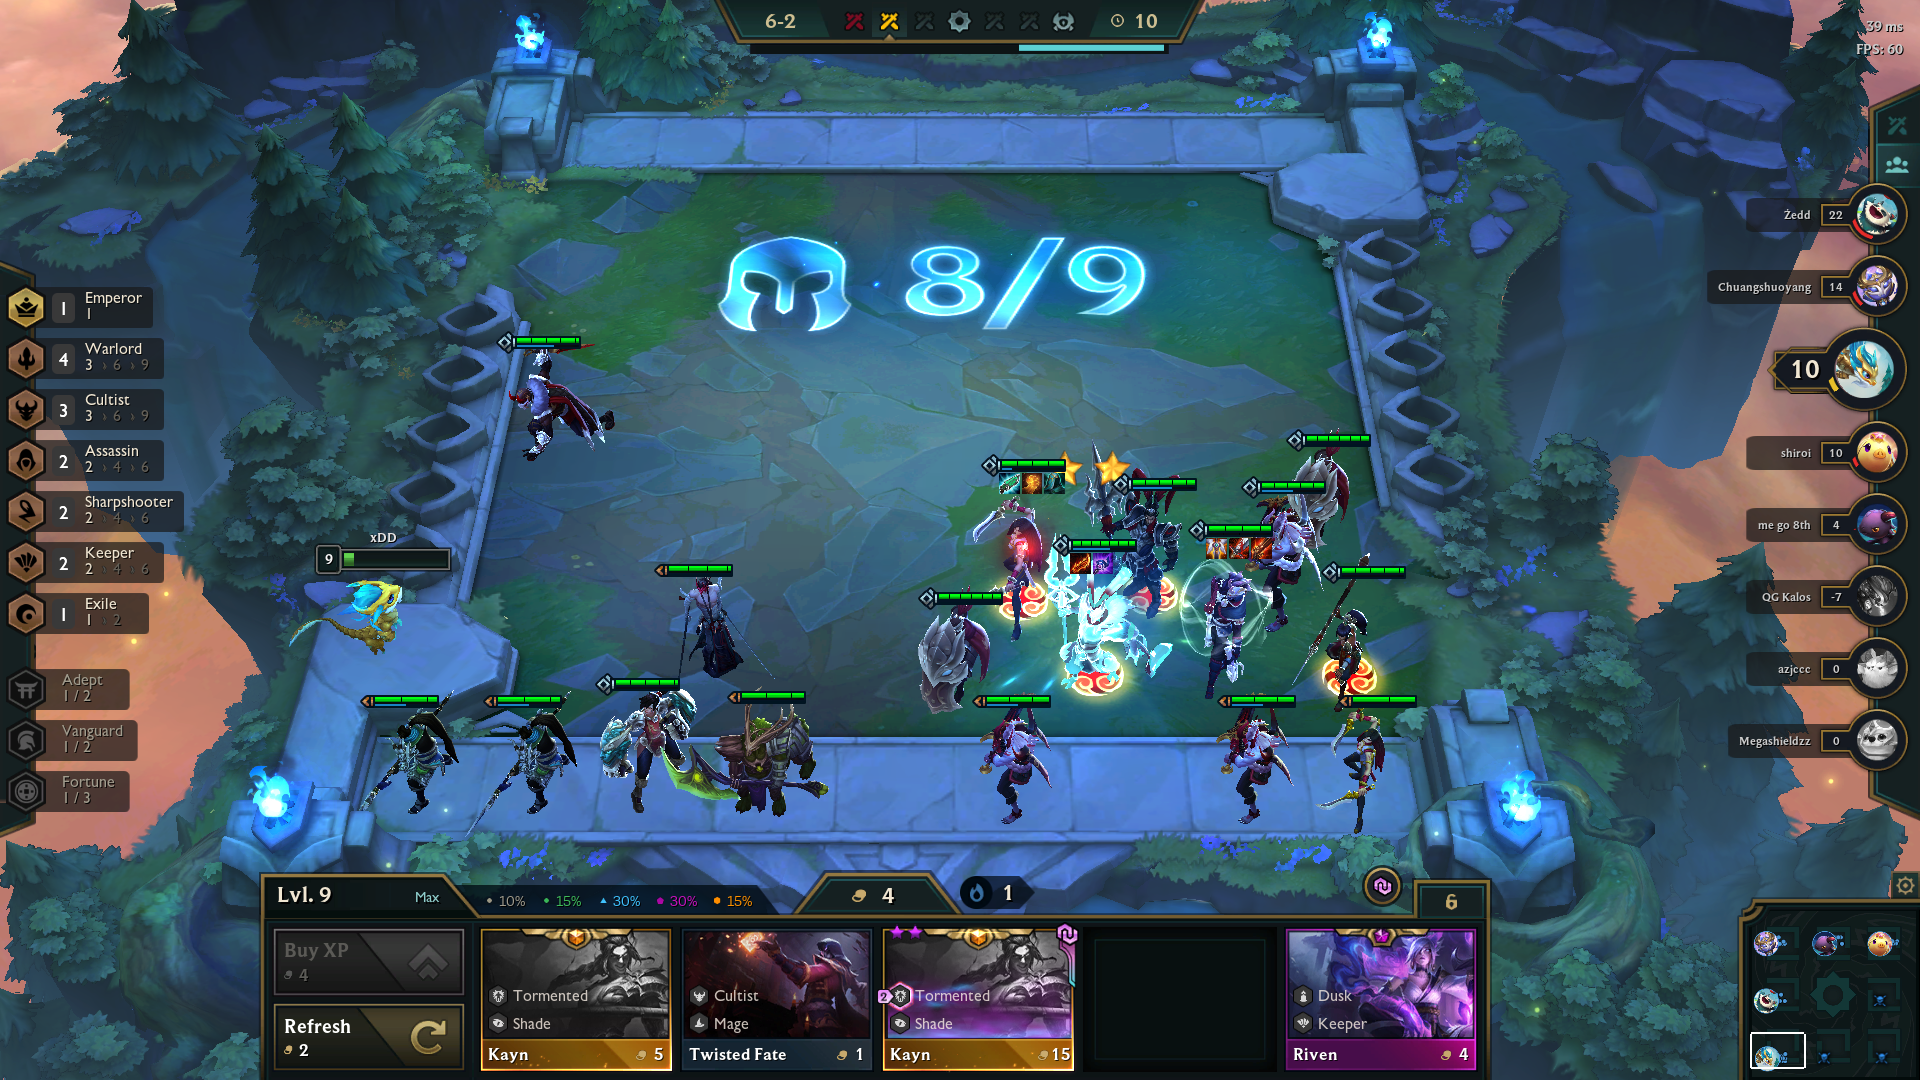 6-2
10
39 ms
FPS: 60
8/9
Żedd 22
Chuangshuoyang 14
10
shiroi 10
me go 8th 4
QG Kalos -7
azjccc 0
Megashieldzz 0
1 Emperor
1
4 Warlord
3 › 6 › 9
3 Cultist
3 › 6 › 9
2 Assassin
2 › 4 › 6
2 Sharpshooter
2 › 4 › 6
2 Keeper
2 › 4 › 6
1 Exile
1 › 2
Adept
1 / 2
Vanguard
1 / 2
Fortune
1 / 3
xDD
9
Lvl. 9 Max
10% 15% 30% 30% 15%
4
1
6
Buy XP
4
Refresh
2
Tormented
Shade
Kayn 5
Cultist
Mage
Twisted Fate 1
2 Tormented
Shade
Kayn 15
Dusk
Keeper
Riven 4